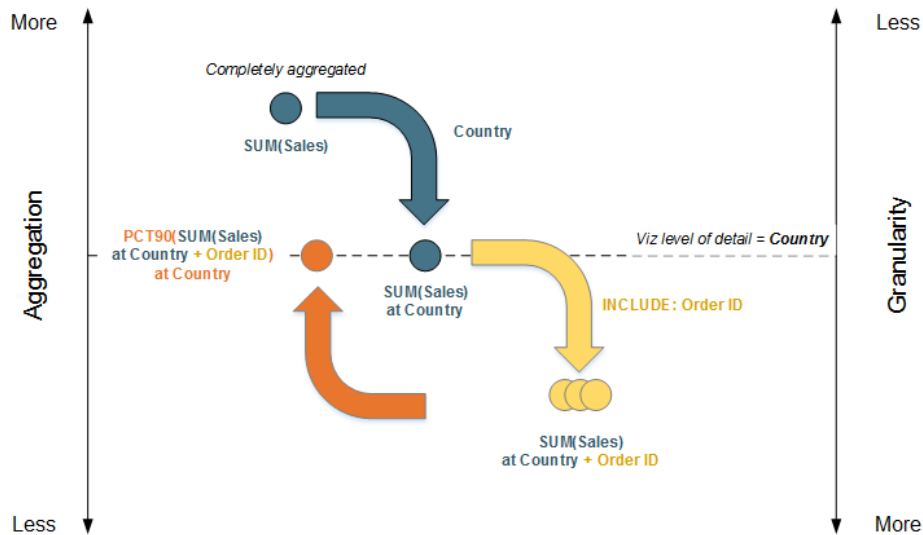 More
Less
Completely aggregated
SUM(Sales)
Country
Aggregation
Granularity
PCT90(SUM(Sales)
at Country + Order ID)
at Country
Viz level of detail = Country
SUM(Sales)
at Country
INCLUDE: Order ID
SUM(Sales)
at Country + Order ID
Less
More